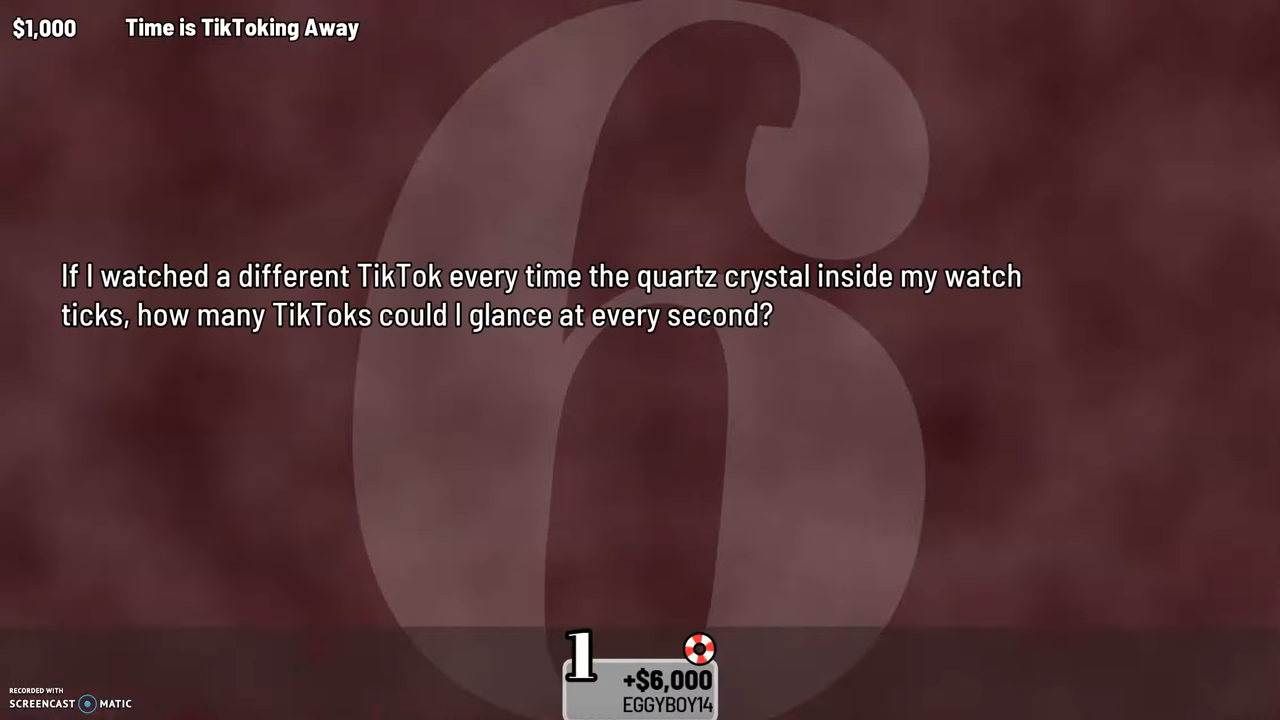 $1,000 Time is TikToking Away
6
If I watched a different TikTok every time the quartz crystal inside my watch
ticks, how many TikToks could I glance at every second?
1
+$6,000
EGGYBOY14
RECORDED WITH
SCREENCAST MATIC